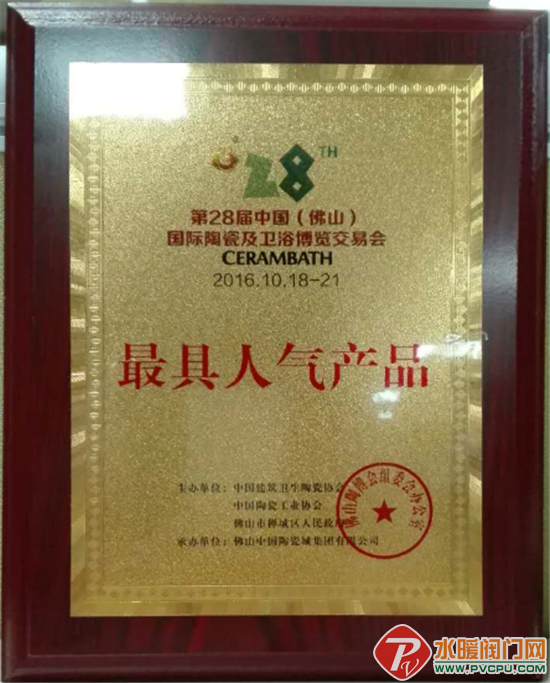 28TH
第28届中国（佛山）
国际陶瓷及卫浴博览交易会
CERAMBATH
2016.10.18-21
最具人气产品
主办单位：中国建筑卫生陶瓷协会
中国陶瓷工业协会
佛山市禅城区人民政府
承办单位：佛山中国陶瓷城集团有限公司
佛山陶博会组委会办公室
水暖阀门网
www.PVCPU.com